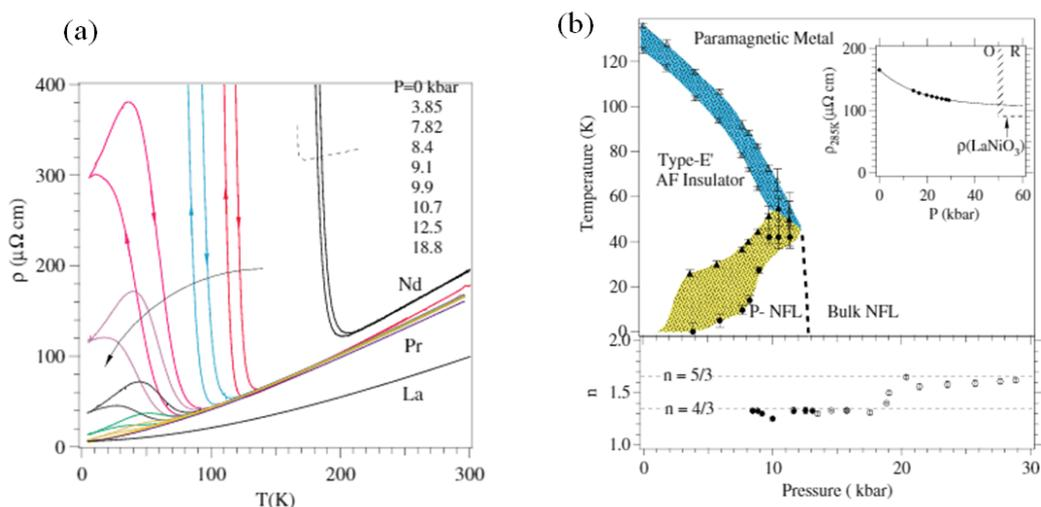 (a)
400
300
200
100
0
ρ (μΩ cm)
P=0 kbar
3.85
7.82
8.4
9.1
9.9
10.7
12.5
18.8
Nd
Pr
La
0
100
200
300
T(K)
(b)
Paramagnetic Metal
Type-E'
AF Insulator
P- NFL
Bulk NFL
120
100
80
60
40
20
0
Temperature (K)
200
100
0
ρ285K(μΩ cm)
O R
ρ(LaNiO3)
0 20 40 60
P (kbar)
2.0
1.5
1.0
n
n = 5/3
n = 4/3
0
10
20
30
Pressure ( kbar)